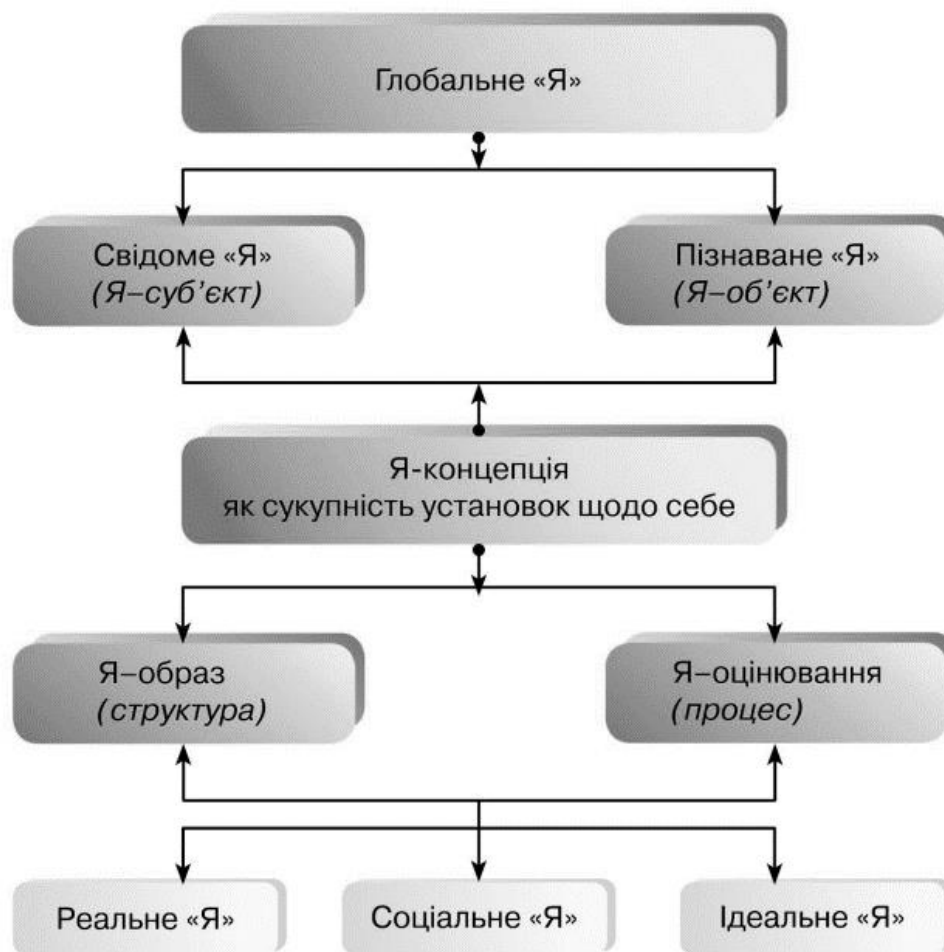 Глобальне «Я»
Свідоме «Я»
(Я–суб’єкт)
Пізнаване «Я»
(Я–об’єкт)
Я-концепція
як сукупність установок щодо себе
Я–образ
(структура)
Я–оцінювання
(процес)
Реальне «Я»
Соціальне «Я»
Ідеальне «Я»